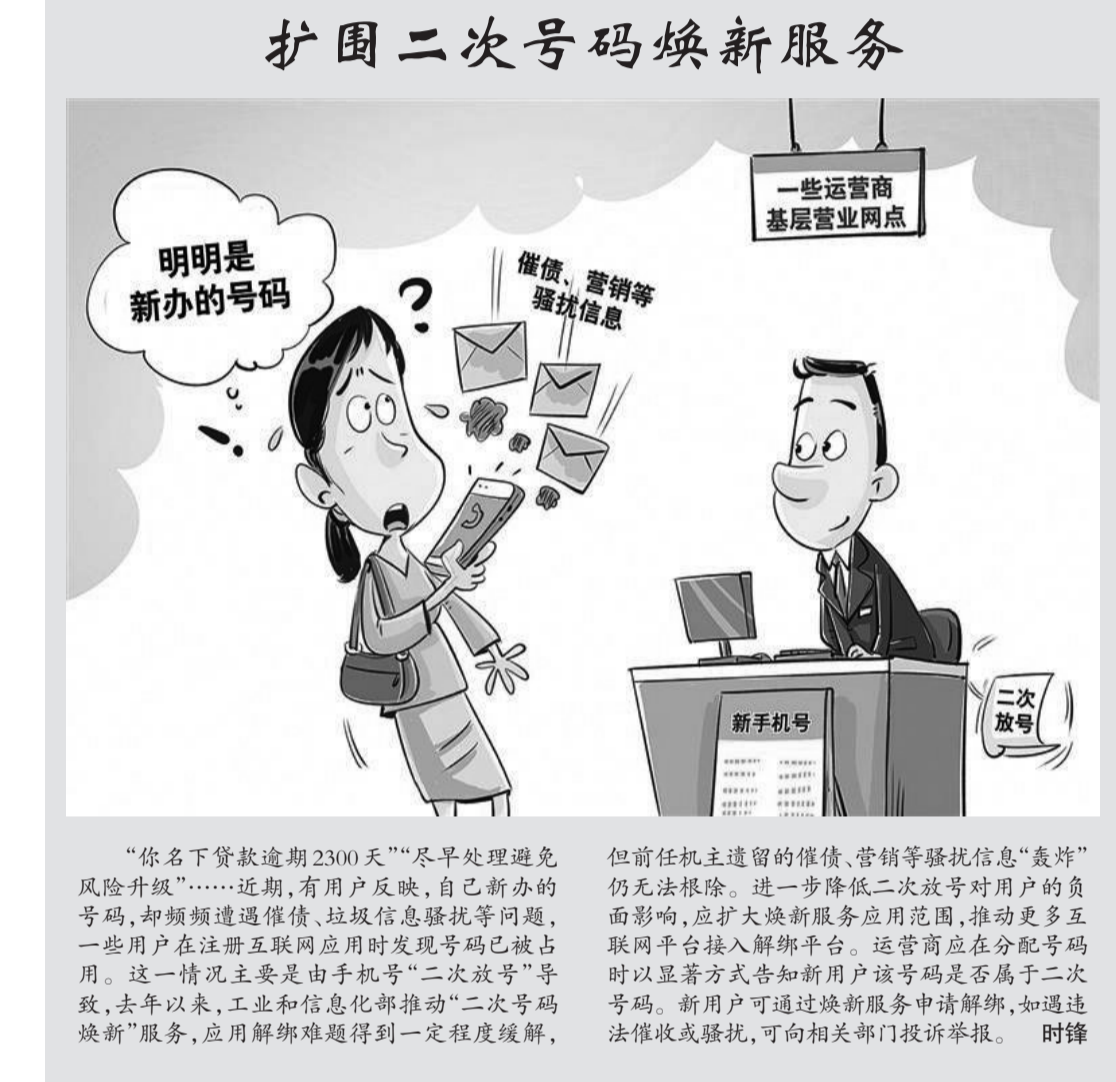 扩围二次号码焕新服务
一些运营商
基层营业网点
明明是
新办的号码
?
催债、营销等
骚扰信息
!
新手机号
二次
放号
“你名下贷款逾期2300天”“尽早处理避免
风险升级”……近期,有用户反映,自己新办的
号码,却频频遭遇催债、垃圾信息骚扰等问题,
一些用户在注册互联网应用时发现号码已被占
用。这一情况主要是由手机号“二次放号”导
致,去年以来,工业和信息化部推动“二次号码
焕新”服务,应用解绑难题得到一定程度缓解,
但前任机主遗留的催债、营销等骚扰信息“轰炸”
仍无法根除。进一步降低二次放号对用户的负
面影响,应扩大焕新服务应用范围,推动更多互
联网平台接入解绑平台。运营商应在分配号码
时以显著方式告知新用户该号码是否属于二次
号码。新用户可通过焕新服务申请解绑,如遇违
法催收或骚扰,可向相关部门投诉举报。 时锋